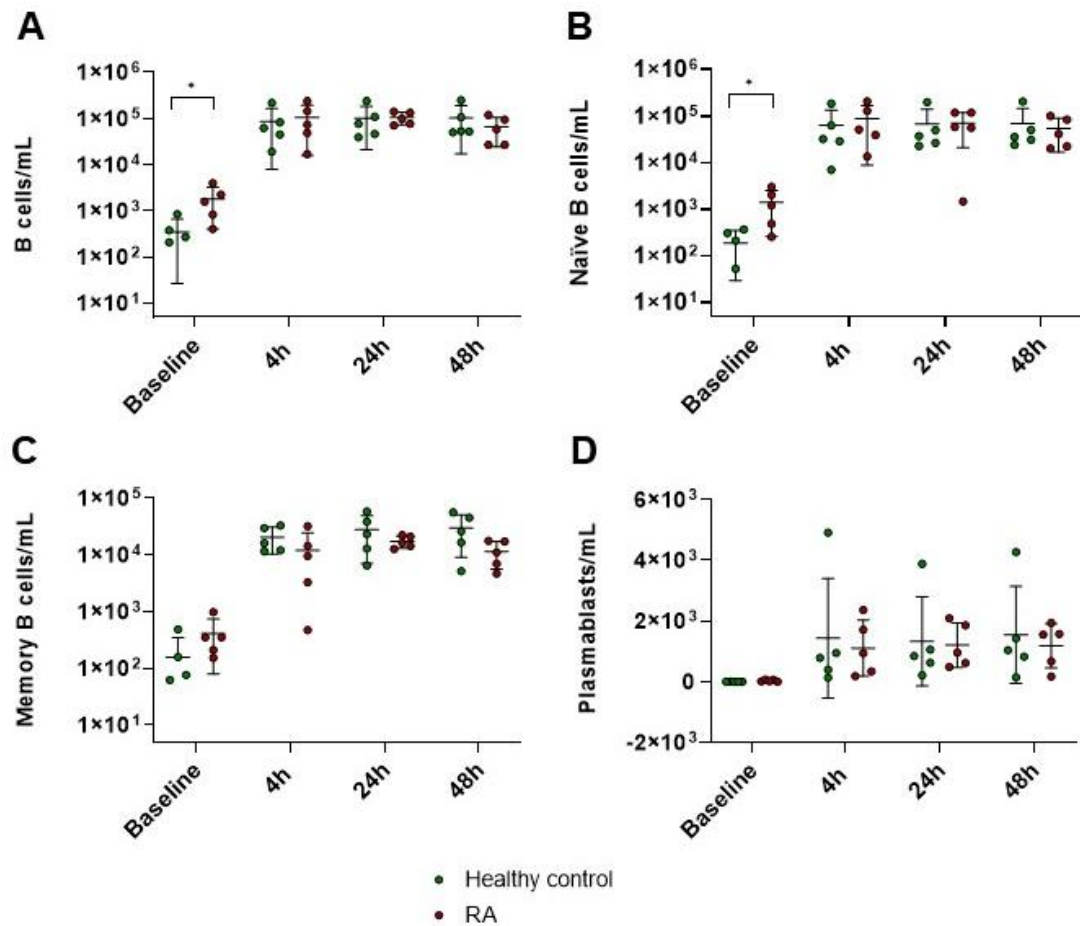 A
B cells/mL
1×10⁶
1×10⁵
1×10⁴
1×10³
1×10²
1×10¹
*
Baseline
4h
24h
48h
B
Naïve B cells/mL
1×10⁶
1×10⁵
1×10⁴
1×10³
1×10²
1×10¹
*
Baseline
4h
24h
48h
C
Memory B cells/mL
1×10⁵
1×10⁴
1×10³
1×10²
1×10¹
Baseline
4h
24h
48h
D
Plasmablasts/mL
6×10³
4×10³
2×10³
0
-2×10³
Baseline
4h
24h
48h
Healthy control
RA